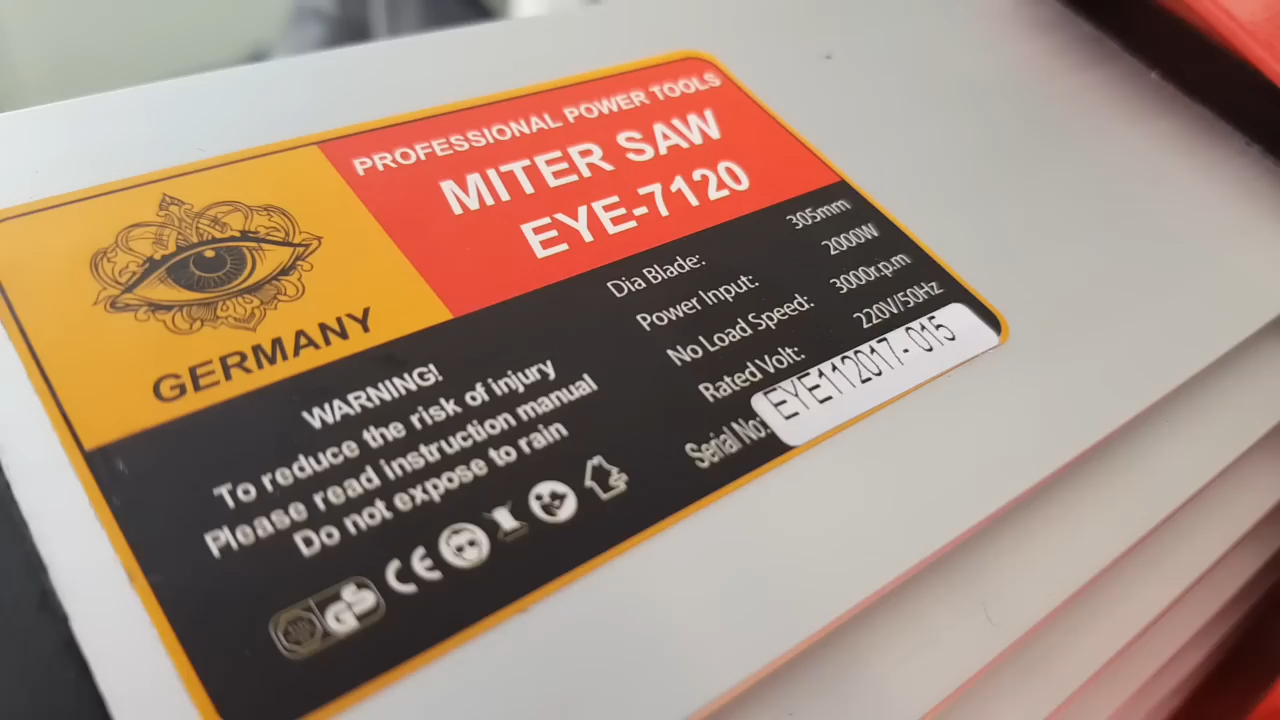 PROFESSIONAL POWER TOOLS
MITER SAW
EYE-7120
GERMANY
Dia Blade: 305mm
Power Input: 2000W
No Load Speed: 3000r.p.m
Rated Volt: 220V/50Hz
Serial No: EYE112017-015
WARNING!
To reduce the risk of injury
Please read instruction manual
Do not expose to rain
GS CE